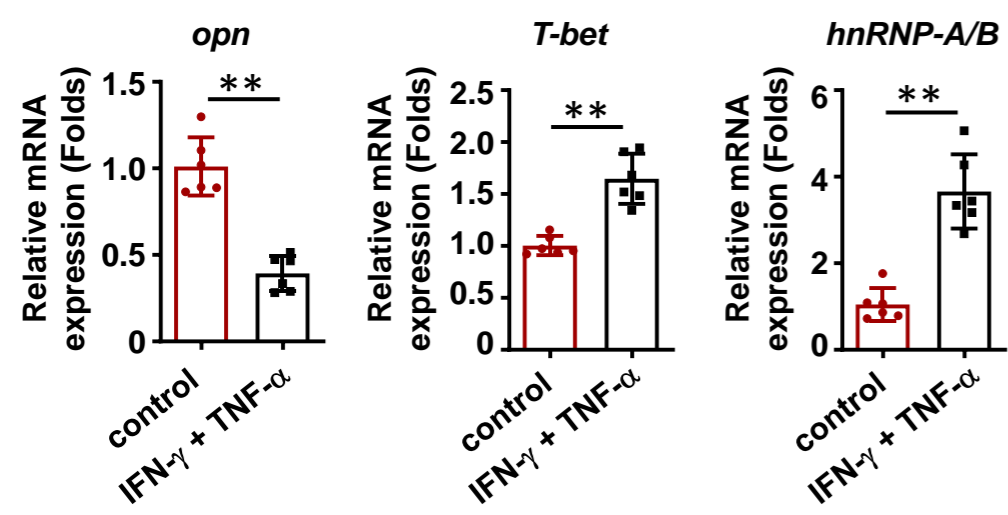 opn
Relative mRNA
expression (Folds)
1.5
1.0
0.5
0
**
control
IFN-γ + TNF-α
T-bet
Relative mRNA
expression (Folds)
2.5
2.0
1.5
1.0
0.5
0
**
control
IFN-γ + TNF-α
hnRNP-A/B
Relative mRNA
expression (Folds)
6
4
2
0
**
control
IFN-γ + TNF-α